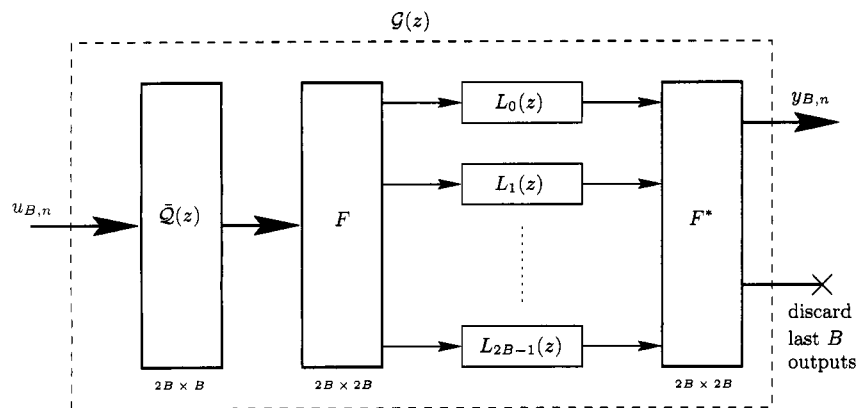 𝒢(z)
u_{B,n}
𝒬̄(z)
2B × B
F
2B × 2B
L_0(z)
L_1(z)
L_{2B−1}(z)
F*
2B × 2B
y_{B,n}
discard
last B
outputs